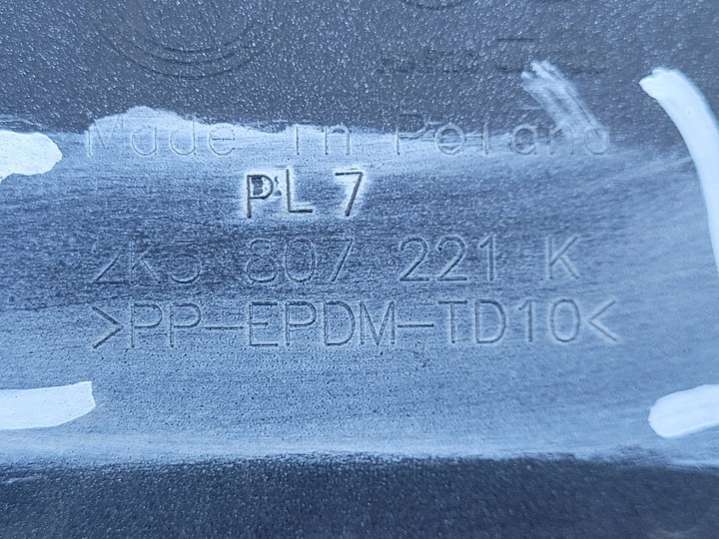 Made in Poland
PL 7
2K5 807 221 K
>PP-EPDM-TD10<